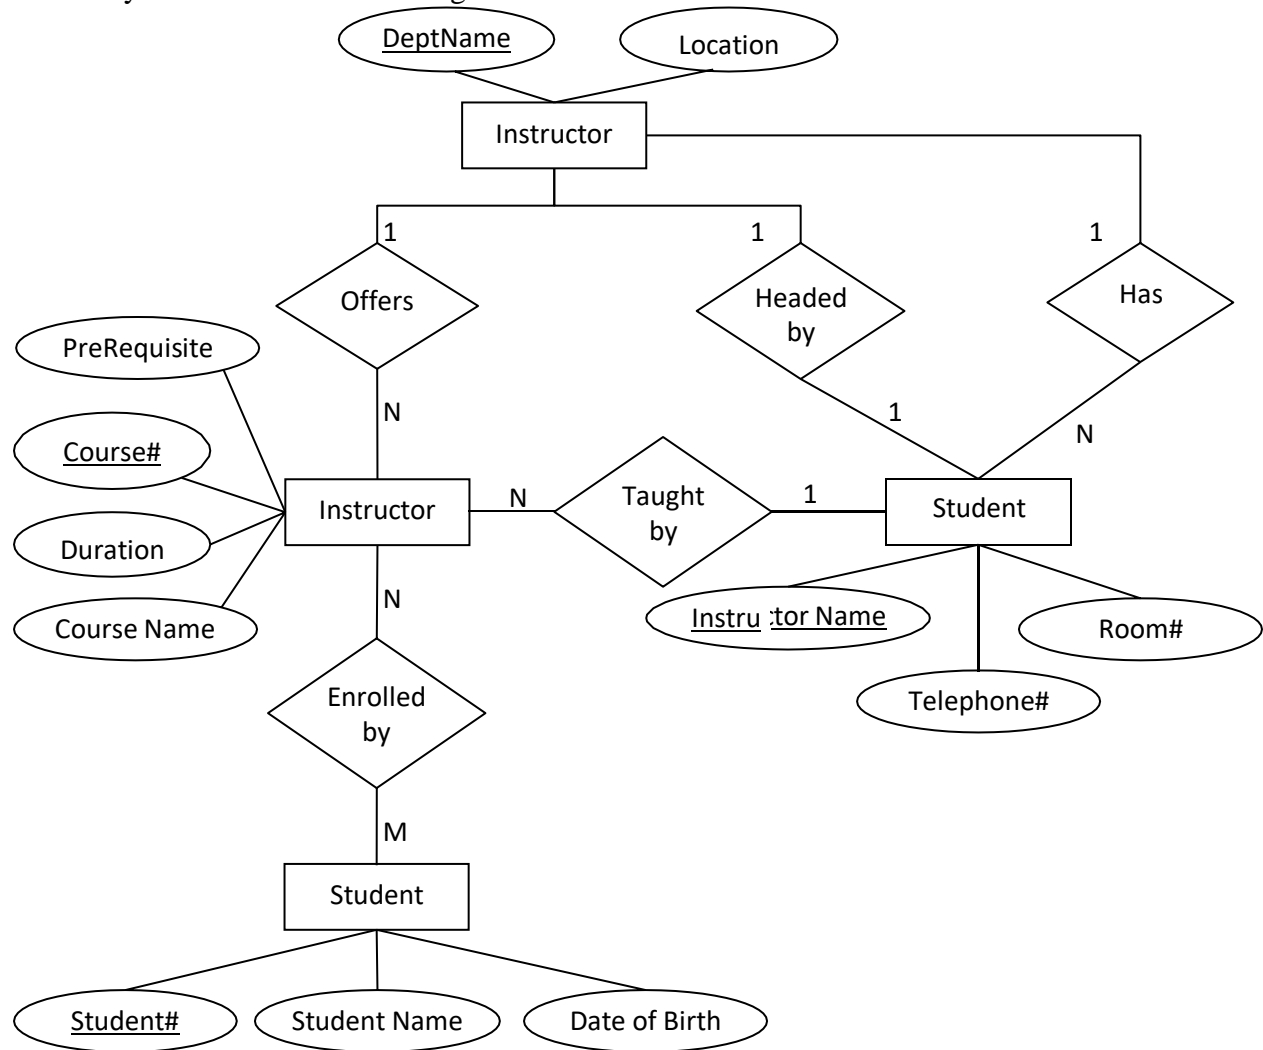 DeptName
Location
Instructor
1
1
1
Offers
Headed
by
Has
PreRequisite
N
1
N
Course#
Instructor
N
Taught
by
1
Student
Duration
Course Name
N
Instructor Name
Room#
Telephone#
Enrolled
by
M
Student
Student#
Student Name
Date of Birth